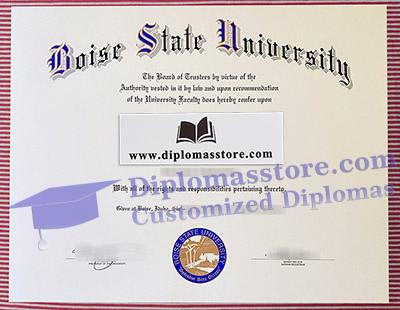 Boise State University
The Board of Trustees by virtue of the
Authority vested in it by law and upon recommendation
of the University Faculty does hereby confer upon
www.diplomasstore.com
Diplomasstore.com
Customized Diplomas
With all of the rights and responsibilities pertaining thereto.
Given at Boise, Idaho, this
BOISE STATE UNIVERSITY